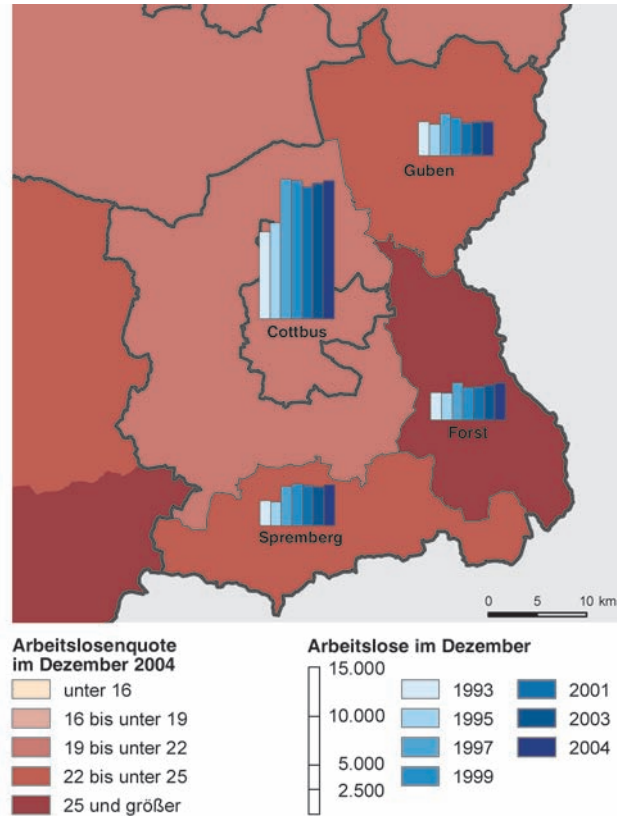 Guben
Cottbus
Forst
Spremberg
0 5 10 km
Arbeitslosenquote
im Dezember 2004
unter 16
16 bis unter 19
19 bis unter 22
22 bis unter 25
25 und größer
Arbeitslose im Dezember
15.000
10.000
5.000
2.500
1993
1995
1997
1999
2001
2003
2004